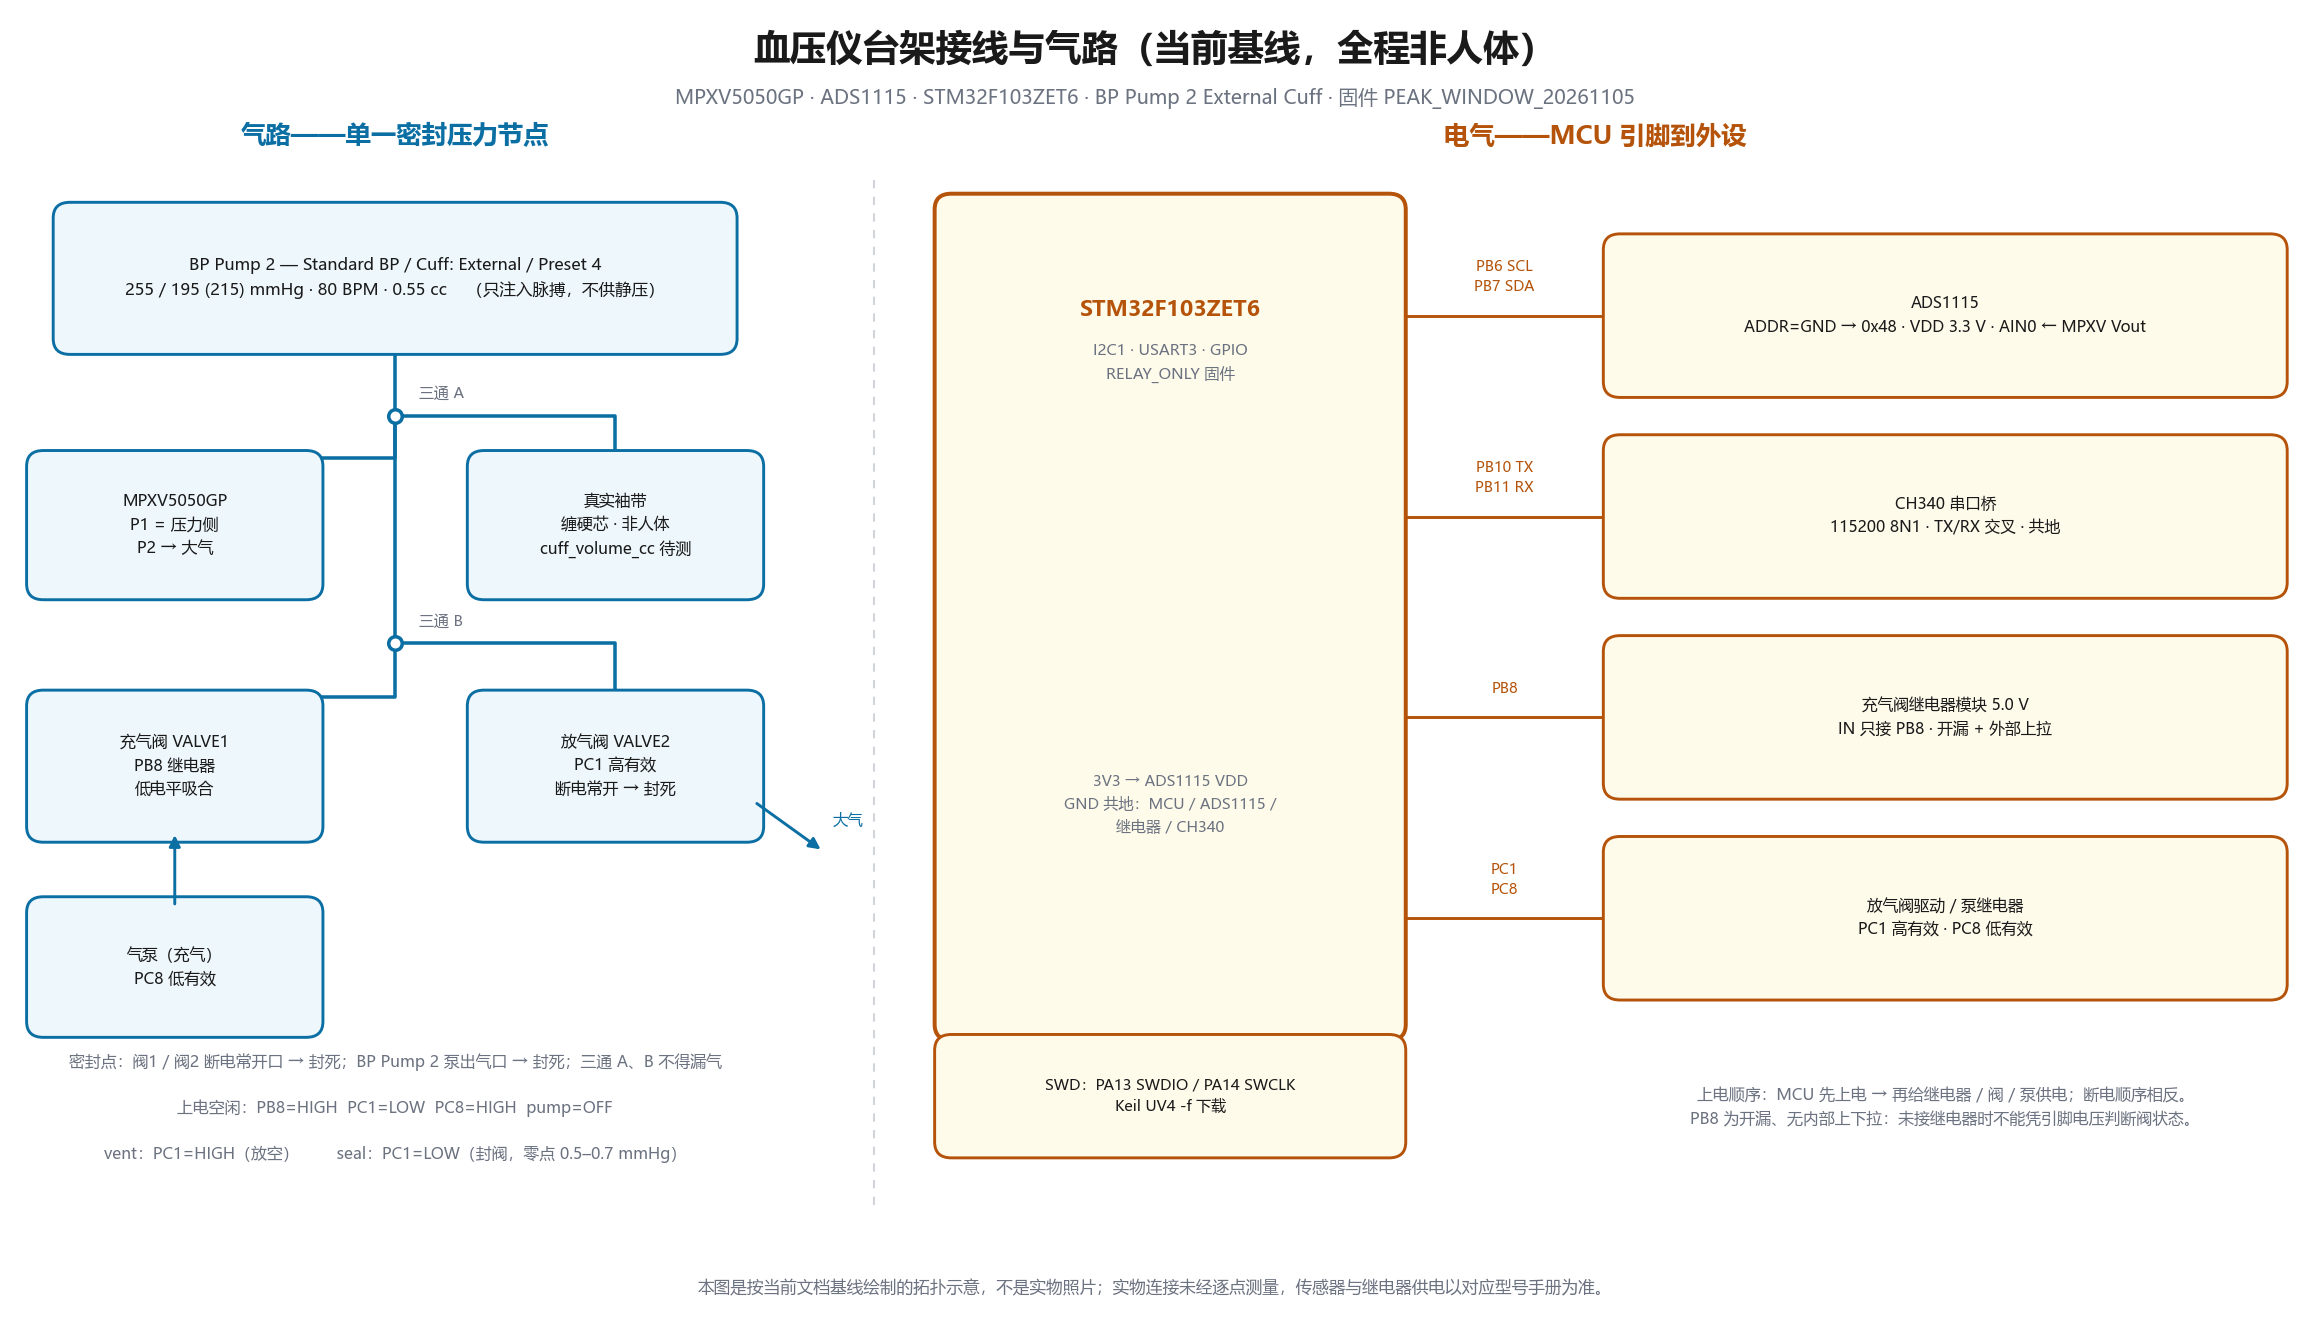 血压仪台架接线与气路（当前基线，全程非人体）
MPXV5050GP · ADS1115 · STM32F103ZET6 · BP Pump 2 External Cuff · 固件 PEAK_WINDOW_20261105
气路——单一密封压力节点
BP Pump 2 — Standard BP / Cuff: External / Preset 4
255 / 195 (215) mmHg · 80 BPM · 0.55 cc （只注入脉搏，不供静压）
三通 A
MPXV5050GP
P1 = 压力侧
P2 → 大气
真实袖带
缠硬芯 · 非人体
cuff_volume_cc 待测
三通 B
充气阀 VALVE1
PB8 继电器
低电平吸合
放气阀 VALVE2
PC1 高有效
断电常开 → 封死
大气
气泵（充气）
PC8 低有效
密封点：阀1 / 阀2 断电常开口 → 封死；BP Pump 2 泵出气口 → 封死；三通 A、B 不得漏气
上电空闲：PB8=HIGH PC1=LOW PC8=HIGH pump=OFF
vent：PC1=HIGH（放空） seal：PC1=LOW（封阀，零点 0.5–0.7 mmHg）
电气——MCU 引脚到外设
STM32F103ZET6
I2C1 · USART3 · GPIO
RELAY_ONLY 固件
3V3 → ADS1115 VDD
GND 共地：MCU / ADS1115 /
继电器 / CH340
SWD：PA13 SWDIO / PA14 SWCLK
Keil UV4 -f 下载
PB6 SCL
PB7 SDA
ADS1115
ADDR=GND → 0x48 · VDD 3.3 V · AIN0 ← MPXV Vout
PB10 TX
PB11 RX
CH340 串口桥
115200 8N1 · TX/RX 交叉 · 共地
PB8
充气阀继电器模块 5.0 V
IN 只接 PB8 · 开漏 + 外部上拉
PC1
PC8
放气阀驱动 / 泵继电器
PC1 高有效 · PC8 低有效
上电顺序：MCU 先上电 → 再给继电器 / 阀 / 泵供电；断电顺序相反。
PB8 为开漏、无内部上下拉：未接继电器时不能凭引脚电压判断阀状态。
本图是按当前文档基线绘制的拓扑示意，不是实物照片；实物连接未经逐点测量，传感器与继电器供电以对应型号手册为准。